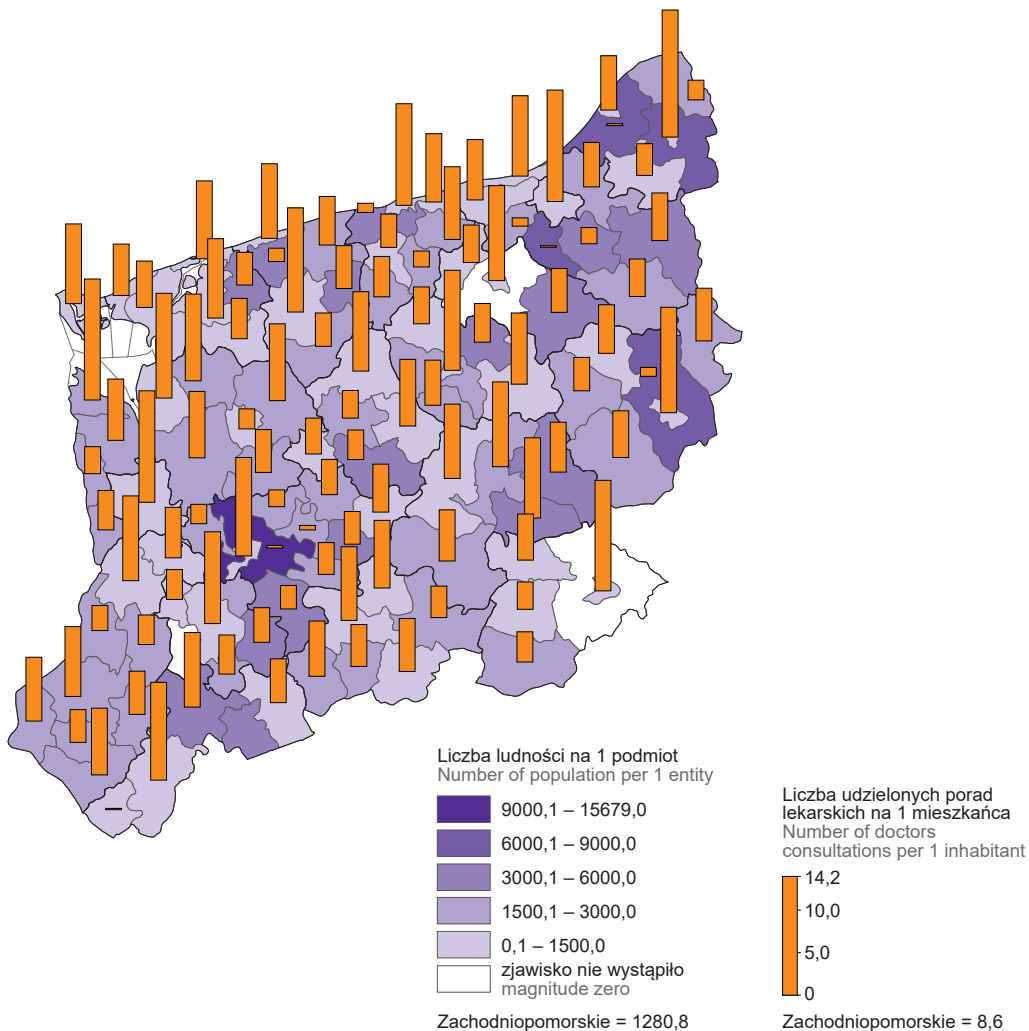 Liczba ludności na 1 podmiot
Number of population per 1 entity
9000,1 – 15679,0
6000,1 – 9000,0
3000,1 – 6000,0
1500,1 – 3000,0
0,1 – 1500,0
zjawisko nie wystąpiło
magnitude zero
Zachodniopomorskie = 1280,8
Liczba udzielonych porad
lekarskich na 1 mieszkańca
Number of doctors
consultations per 1 inhabitant
14,2
10,0
5,0
0
Zachodniopomorskie = 8,6